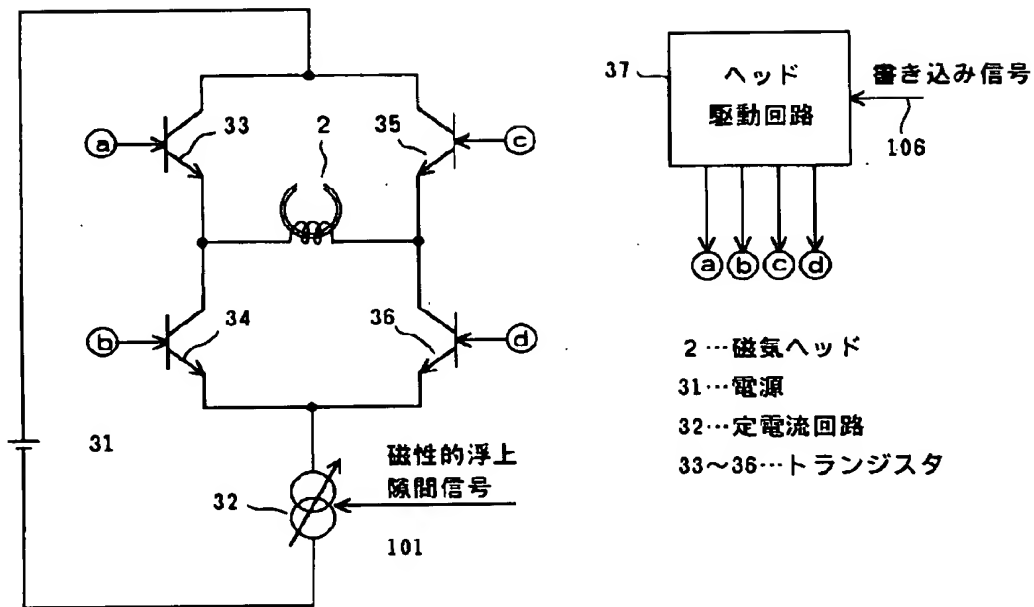 ⓐ
33
2
35
ⓒ
ⓑ
34
36
ⓓ
31
32
磁性的浮上
隙間信号
101
37
ヘッド
駆動回路
書き込み信号
106
ⓐ ⓑ ⓒ ⓓ
2…磁気ヘッド
31…電源
32…定電流回路
33~36…トランジスタ